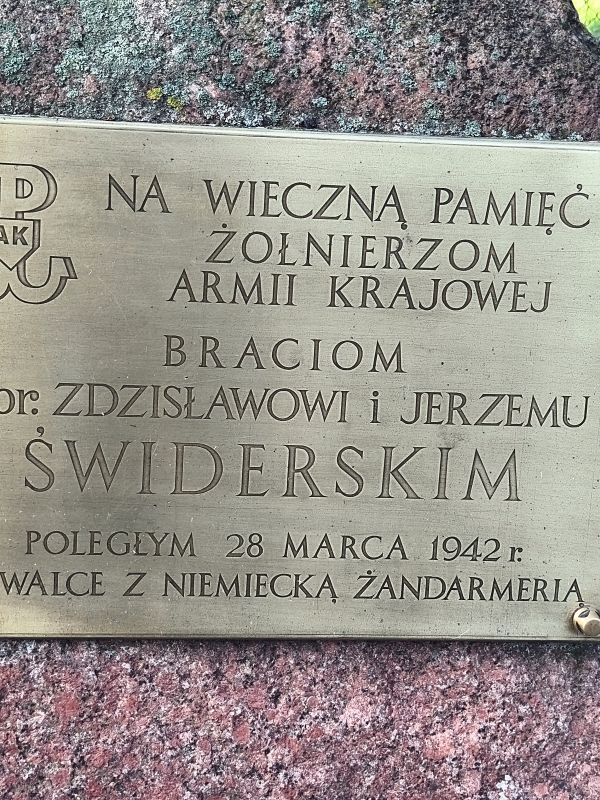 P
AK
W
NA WIECZNĄ PAMIĘĆ
ŻOŁNIERZOM
ARMII KRAJOWEJ
BRACIOM
or. ZDZISŁAWOWI i JERZEMU
ŚWIDERSKIM
POLEGŁYM 28 MARCA 1942 r.
WALCE Z NIEMIECKĄ ŻANDARMERIĄ